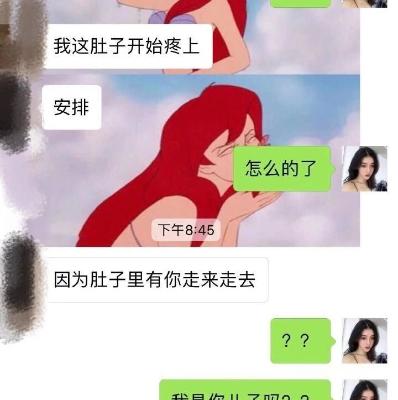 我这肚子开始疼上
安排
怎么的了
下午8:45
因为肚子里有你走来走去
？？
我是你儿子吗？？